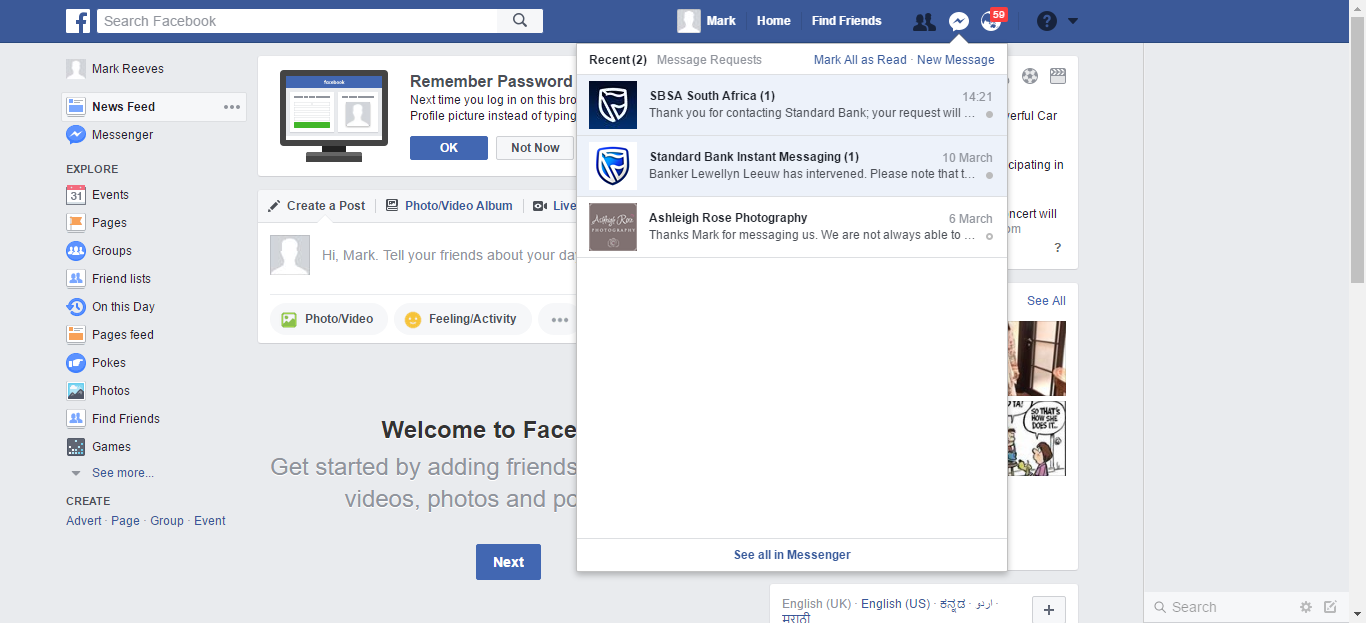 Search Facebook
Mark
Home
Find Friends
59
?
Mark Reeves
News Feed
Messenger
EXPLORE
31 Events
Pages
Groups
Friend lists
On this Day
Pages feed
Pokes
Photos
Find Friends
Games
See more...
CREATE
Advert · Page · Group · Event
facebook
Remember Password
Next time you log in on this bro
Profile picture instead of typing
OK
Not Now
Create a Post
Photo/Video Album
Live
Hi, Mark. Tell your friends about your da
Photo/Video
Feeling/Activity
Welcome to Face
Get started by adding friends
videos, photos and po
Next
Recent (2)
Message Requests
Mark All as Read · New Message
SBSA South Africa (1)
14:21
Thank you for contacting Standard Bank; your request will ...
Standard Bank Instant Messaging (1)
10 March
Banker Lewellyn Leeuw has intervened. Please note that t...
Ashleigh Rose
PHOTOGRAPHY
Ashleigh Rose Photography
6 March
Thanks Mark for messaging us. We are not always able to ...
See all in Messenger
erful Car
cipating in
ncert will
om
?
See All
SO THAT'S
HOW SHE
DOES IT..
English (UK) · English (US) · ಕನ್ನಡ · اردو ·
मराठी
+
Search